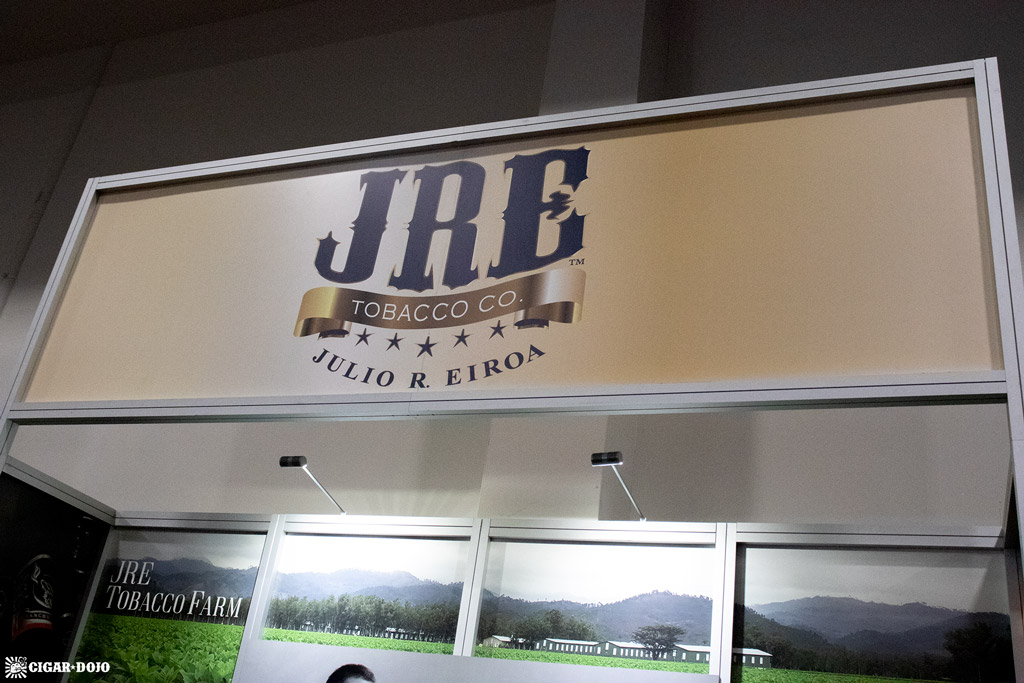 JRE
TM
TOBACCO CO.
JULIO R. EIROA
JRE
TOBACCO FARM
CIGAR DOJO